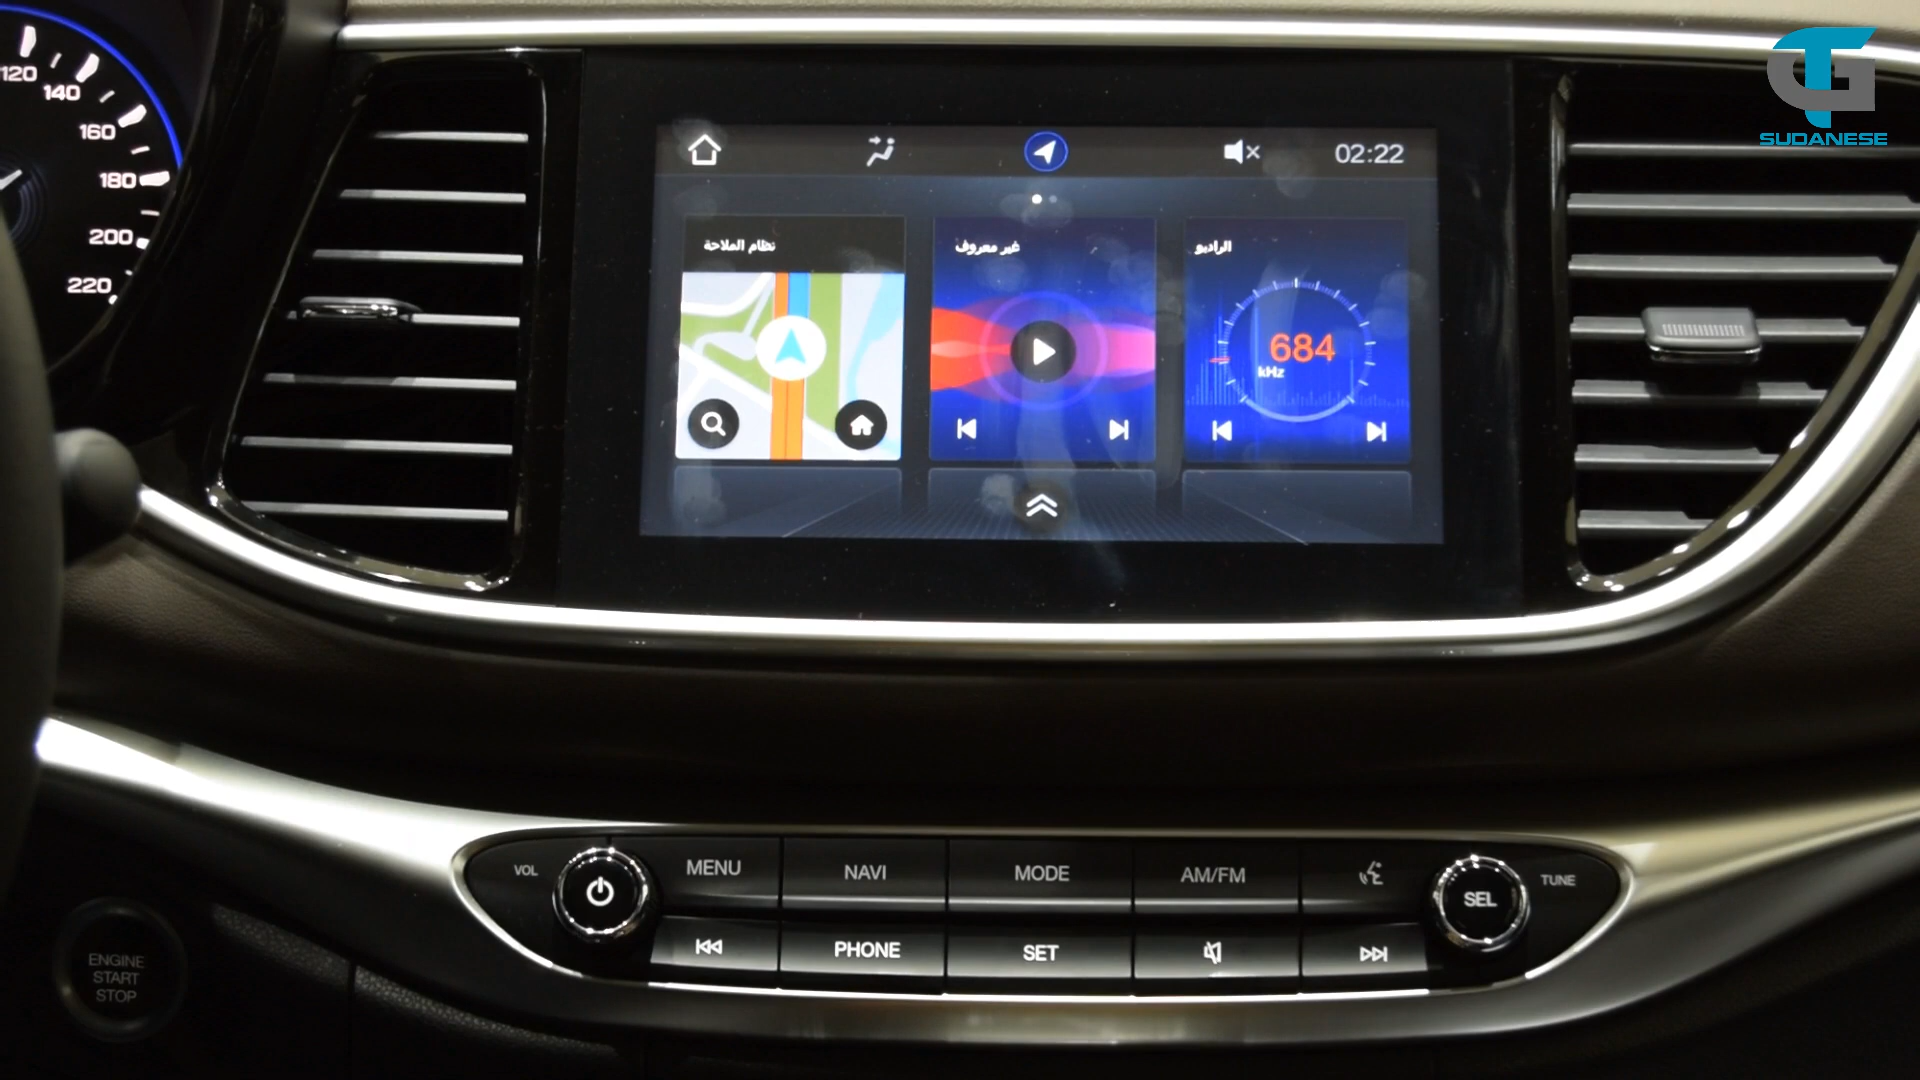 120
140
160
180
200
220
02:22
نظام الملاحة
غير معروف
الراديو
684
kHz
TG
SUDANESE
VOL
MENU
NAVI
MODE
AM/FM
SEL
TUNE
PHONE
SET
ENGINE
START
STOP